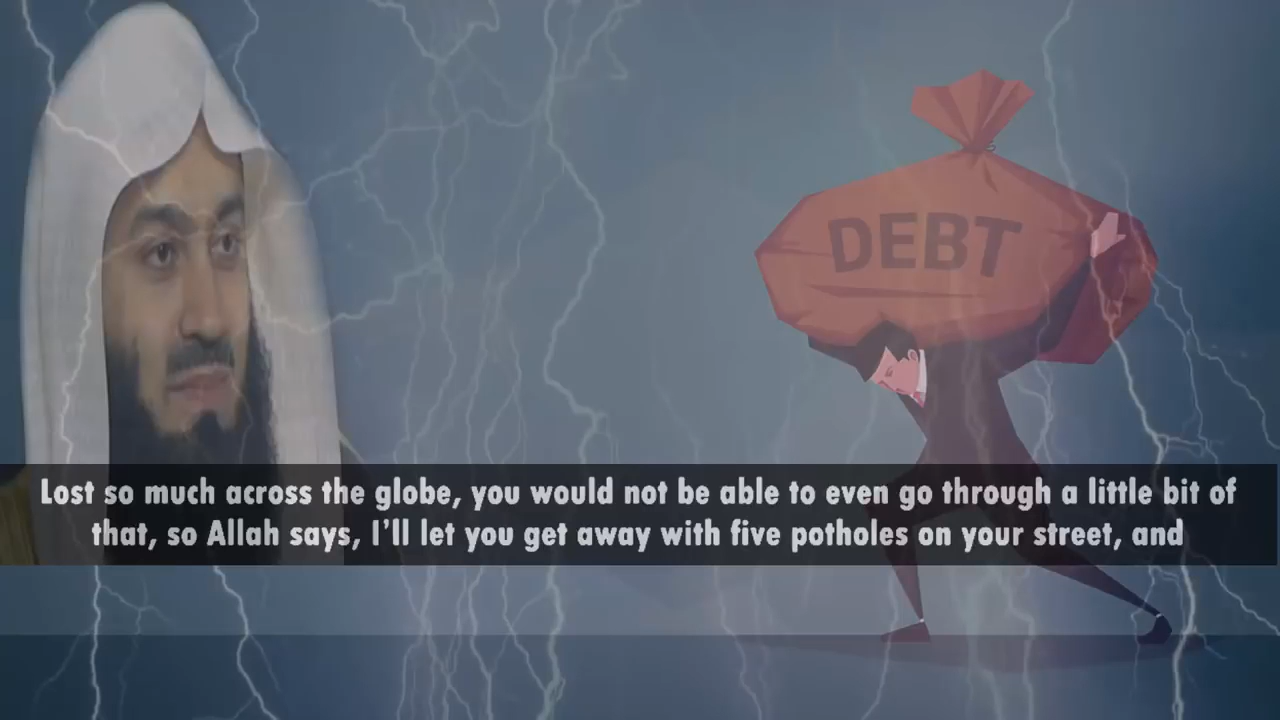 DEBT
Lost so much across the globe, you would not be able to even go through a little bit of
that, so Allah says, I'll let you get away with five potholes on your street, and